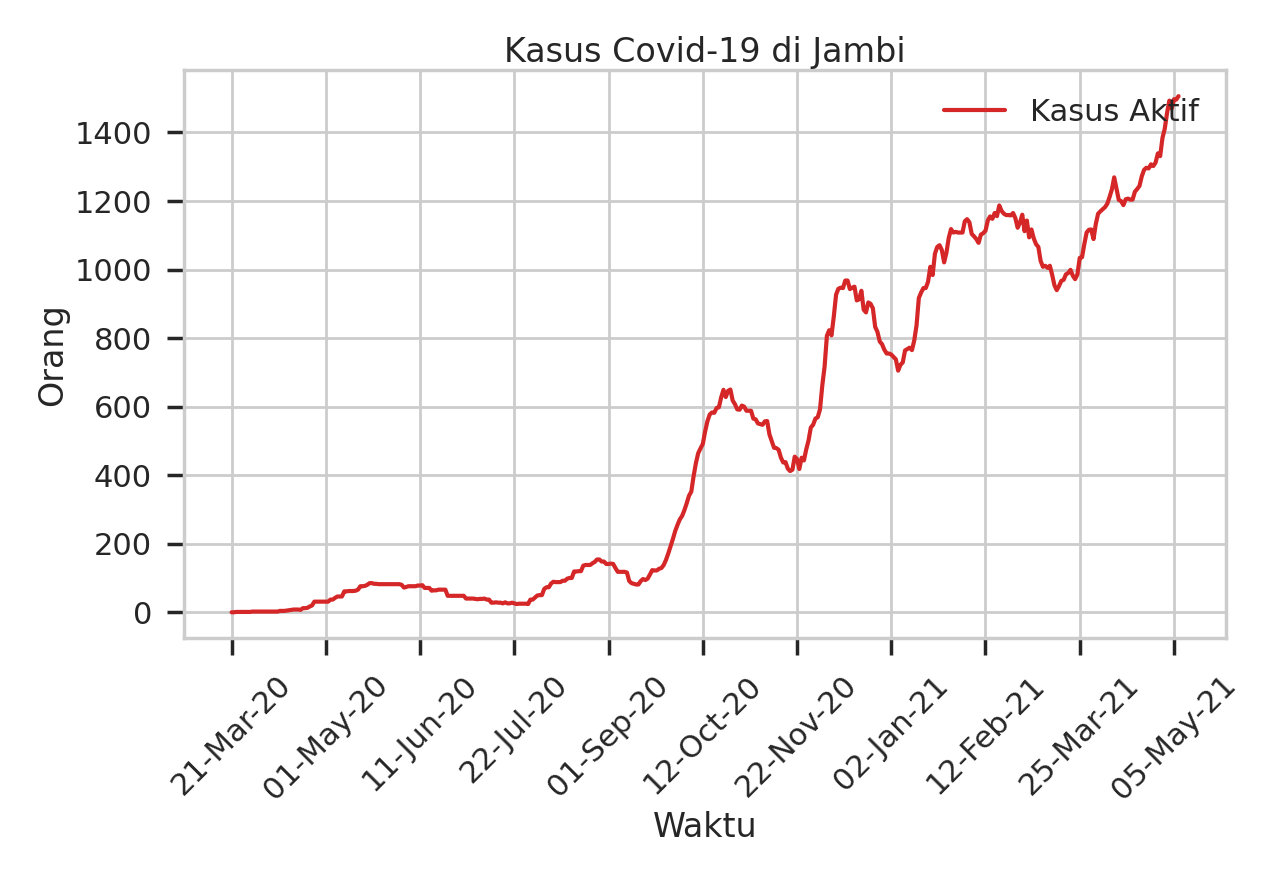 Kasus Covid-19 di Jambi
Kasus Aktif
1400
1200
1000
800
600
400
200
0
Orang
21-Mar-20
01-May-20
11-Jun-20
22-Jul-20
01-Sep-20
12-Oct-20
22-Nov-20
02-Jan-21
12-Feb-21
25-Mar-21
05-May-21
Waktu